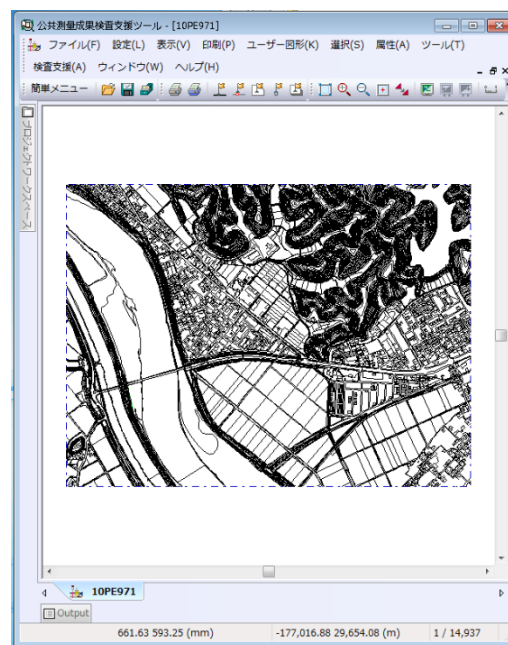 公共測量成果検査支援ツール - [10PE971]
ファイル(F) 設定(L) 表示(V) 印刷(P) ユーザー図形(K) 選択(S) 属性(A) ツール(T)
検査支援(A) ウィンドウ(W) ヘルプ(H)
簡単メニュー
プロジェクトワークスペース
10PE971
Output
661.63 593.25 (mm) -177,016.88 29,654.08 (m) 1 / 14,937